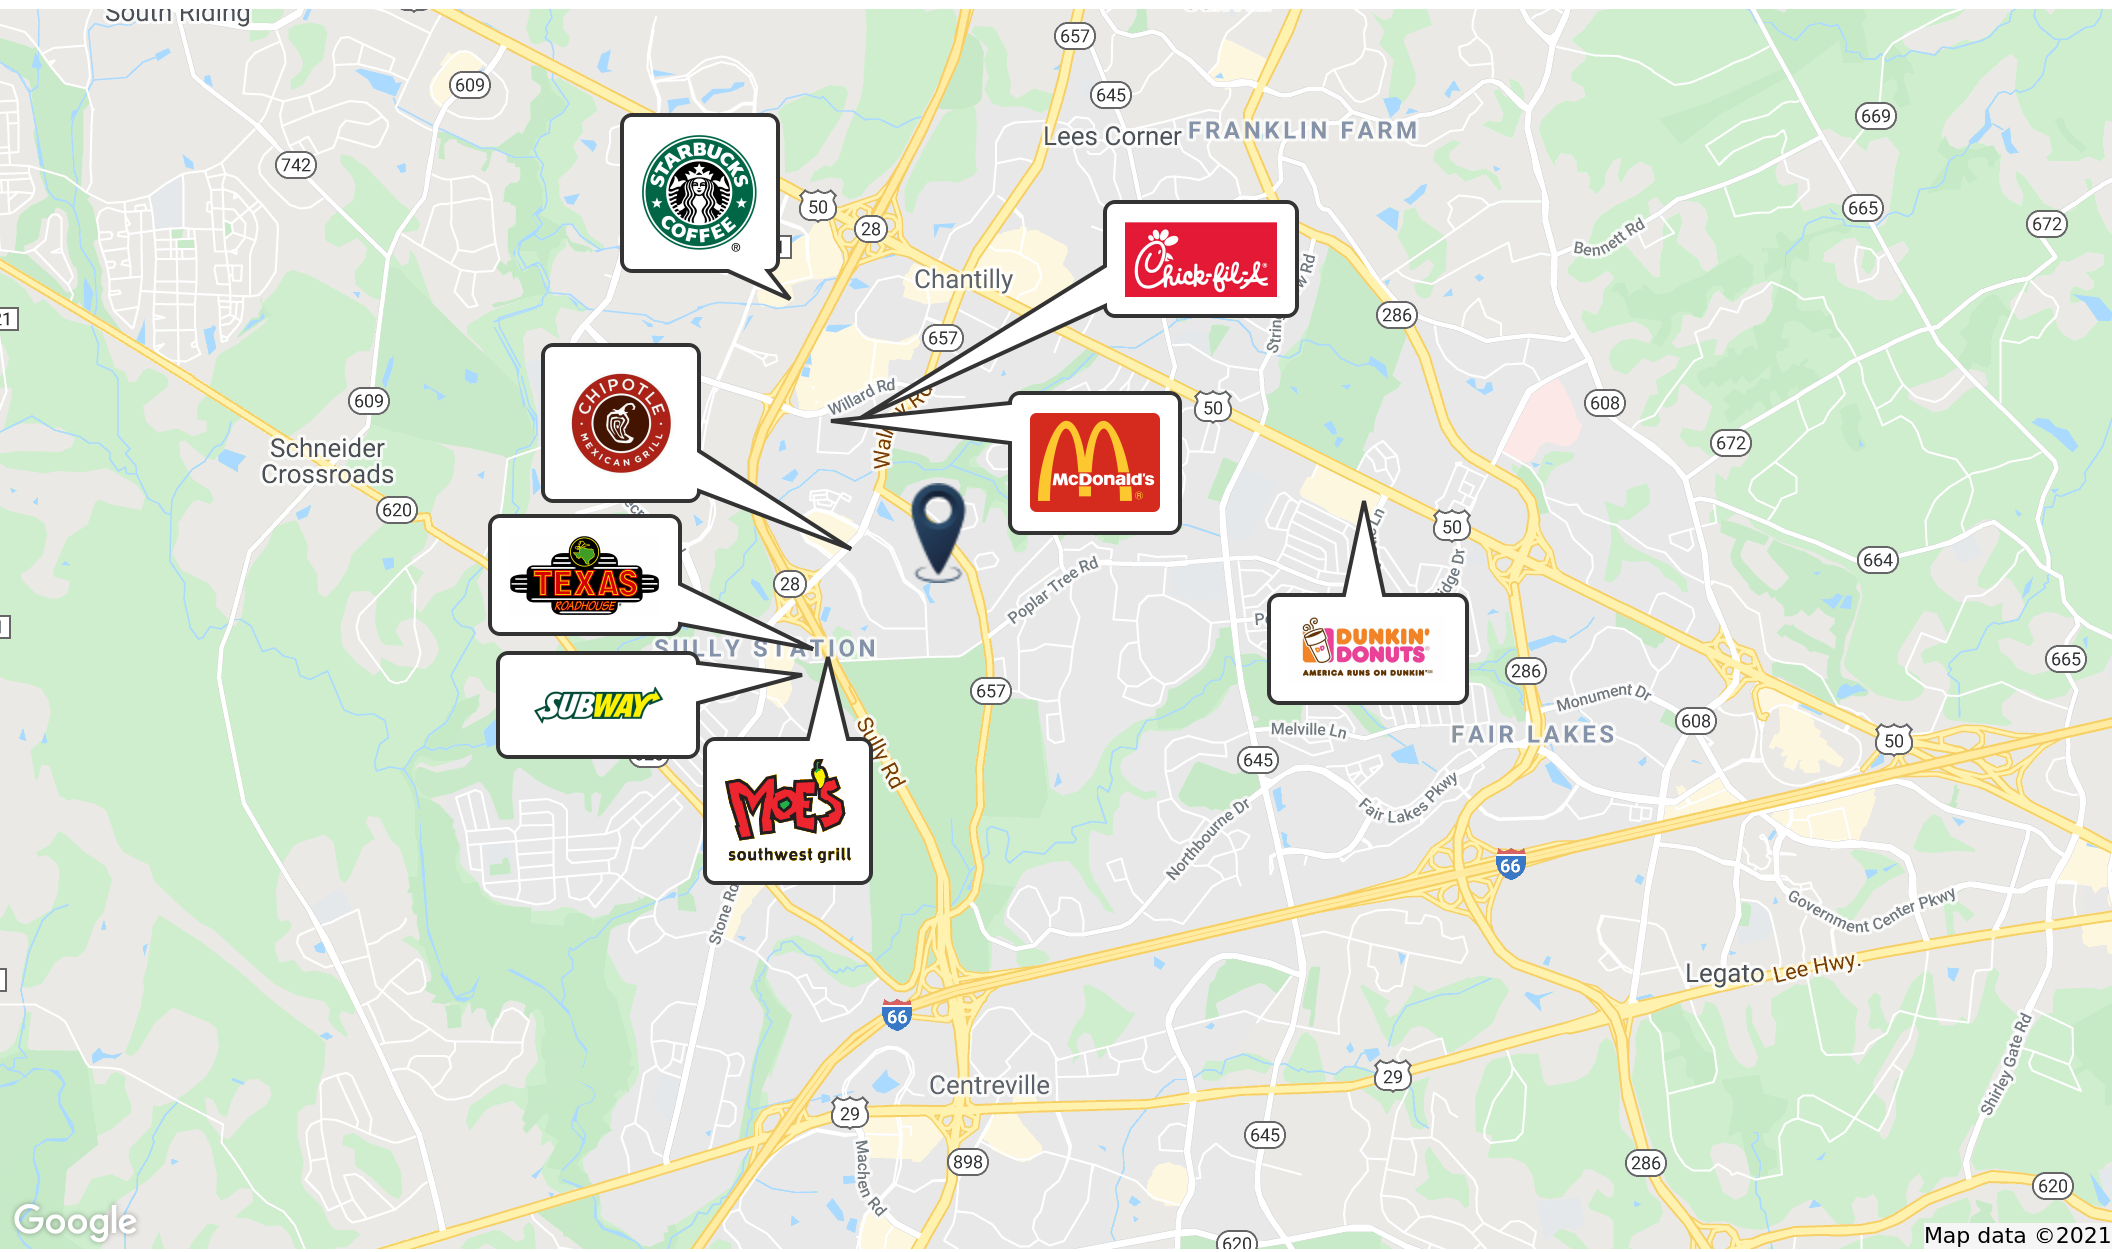 South Riding
657
609
645
669
Lees Corner
FRANKLIN FARM
742
STARBUCKS
COFFEE
®
50
28
665
672
Bennett Rd
Chick-fil-A
Chantilly
286
657
609
Willard Rd
CHIPOTLE
MEXICAN GRILL
50
608
McDonald's
®
672
Schneider
Crossroads
620
50
TEXAS
ROADHOUSE
28
Poplar Tree Rd
664
SULLY STATION
DUNKIN'
DONUTS
AMERICA RUNS ON DUNKIN'
286
665
657
SUBWAY
Monument Dr
608
Melville Ln
FAIR LAKES
50
Sully Rd
645
MOE'S
southwest grill
Fair Lakes Pkwy
Northbourne Dr
66
Stone Rd
Government Center Pkwy
Legato
Lee Hwy.
66
Shirley Gate Rd
Centreville
29
29
645
898
Machen Rd
286
620
Google
620
Map data ©2021